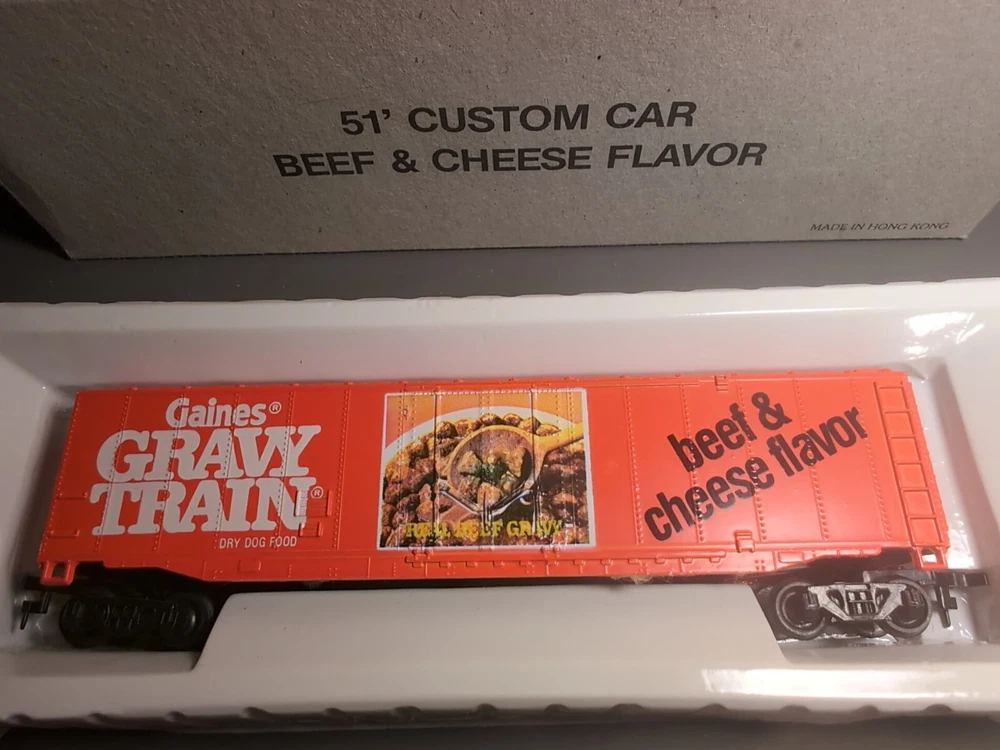 51' CUSTOM CAR
BEEF & CHEESE FLAVOR
MADE IN HONG KONG
Gaines®
GRAVY
TRAIN®
DRY DOG FOOD
REAL BEEF GRAVY
beef &
cheese flavor